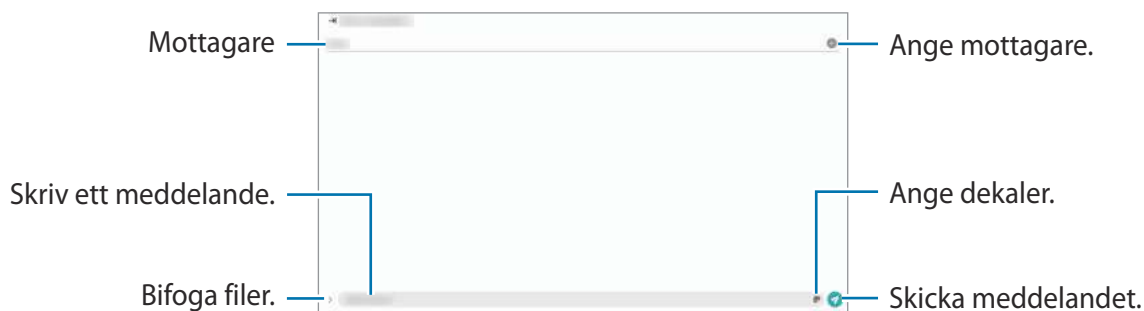 Mottagare
Ange mottagare.
Skriv ett meddelande.
Ange dekaler.
Bifoga filer.
Skicka meddelandet.